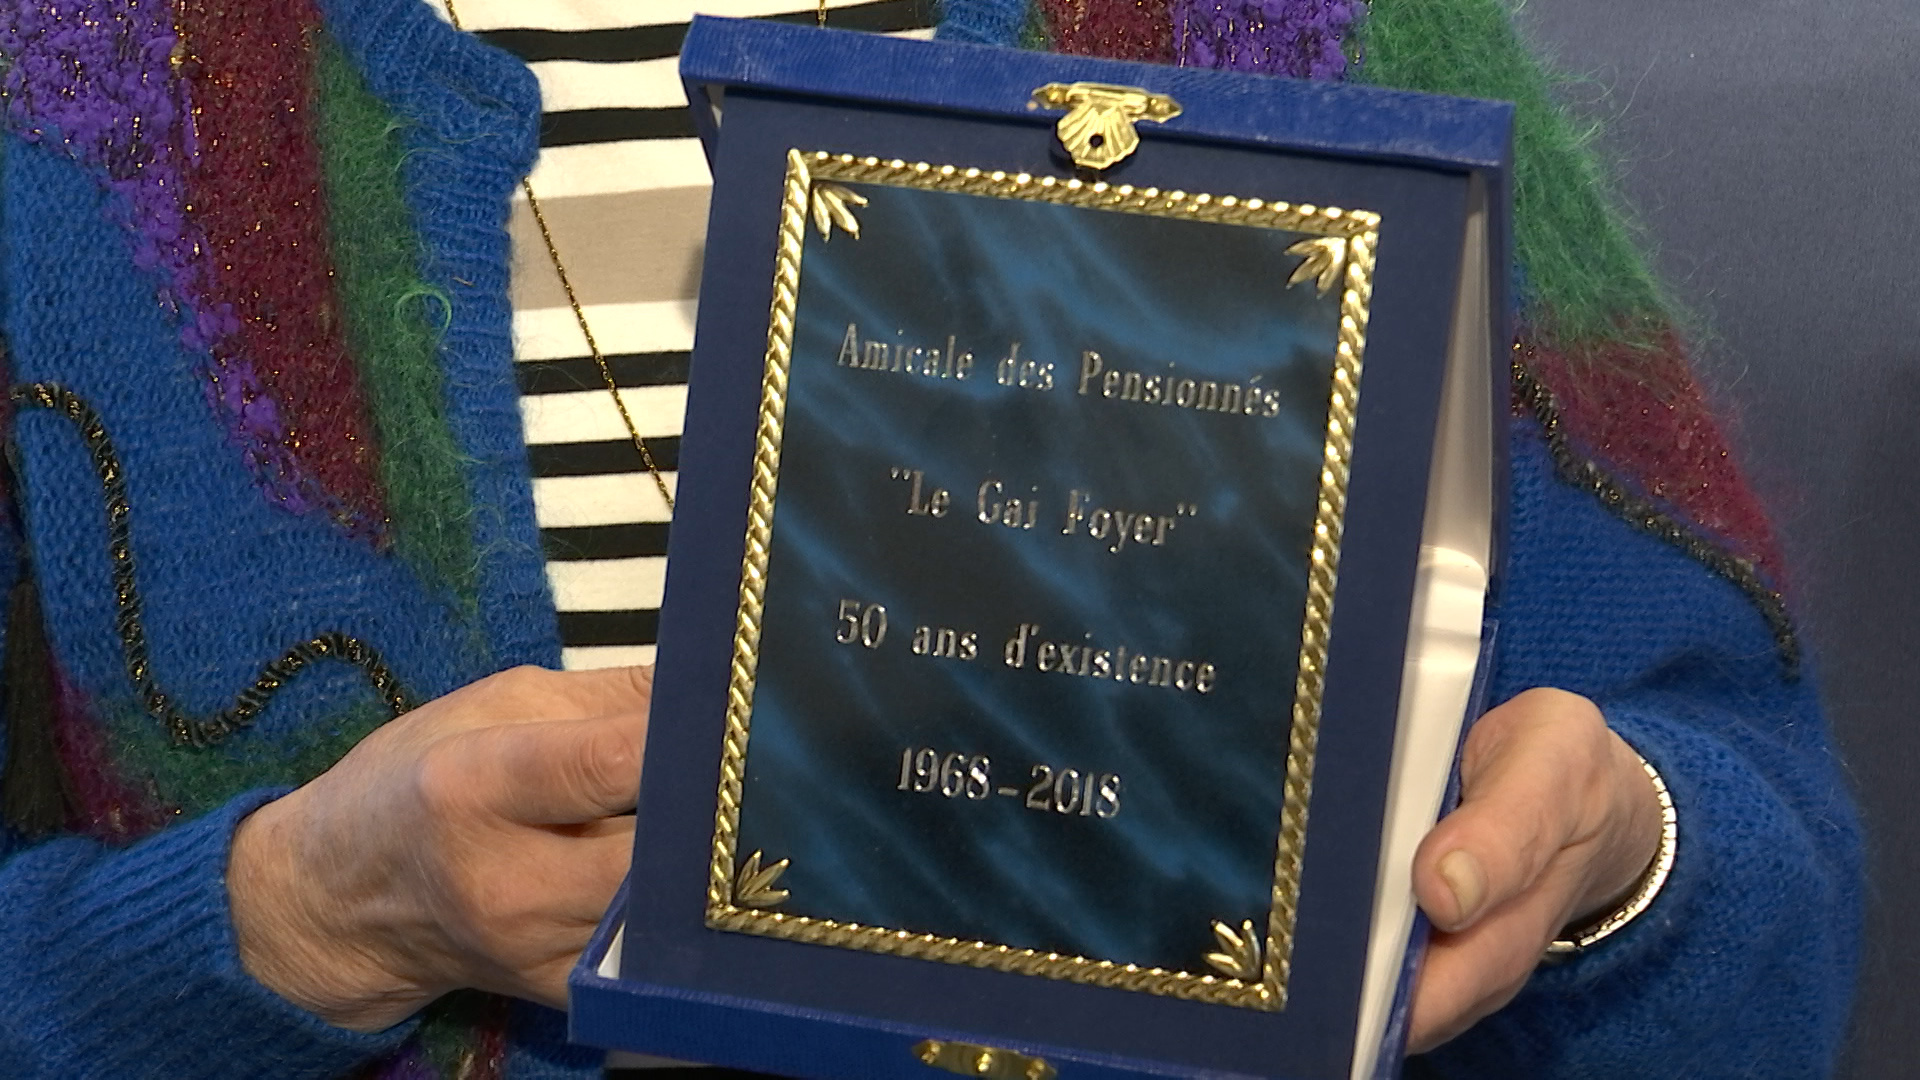 Amicale des Pensionnés
"Le Gai Foyer"
50 ans d'existence
1968-2018